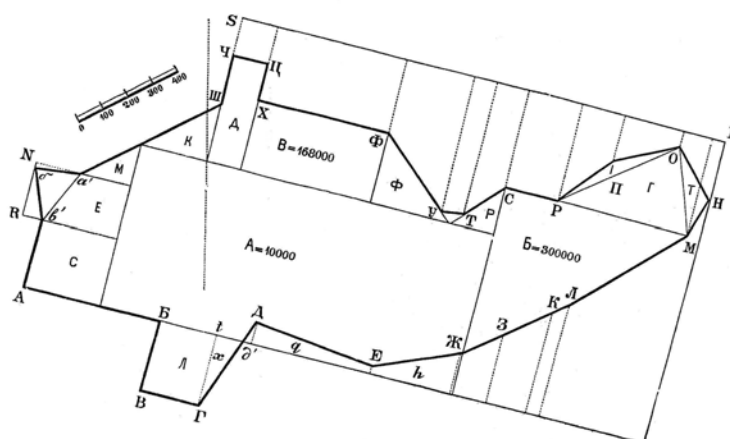 S
Ч
Ц
0 100 200 300 400
Ш
К
Д
Х
В=168000
Ф
О
N
М
a'
П
Г
Т
Ф
Н
σ
Е
У
Т
Р
С
Р
R
b'
М
С
А=10000
Б=300000
А
К
Л
Б
t
Д
З
q
Ж
Л
x
д'
Е
h
В
Г